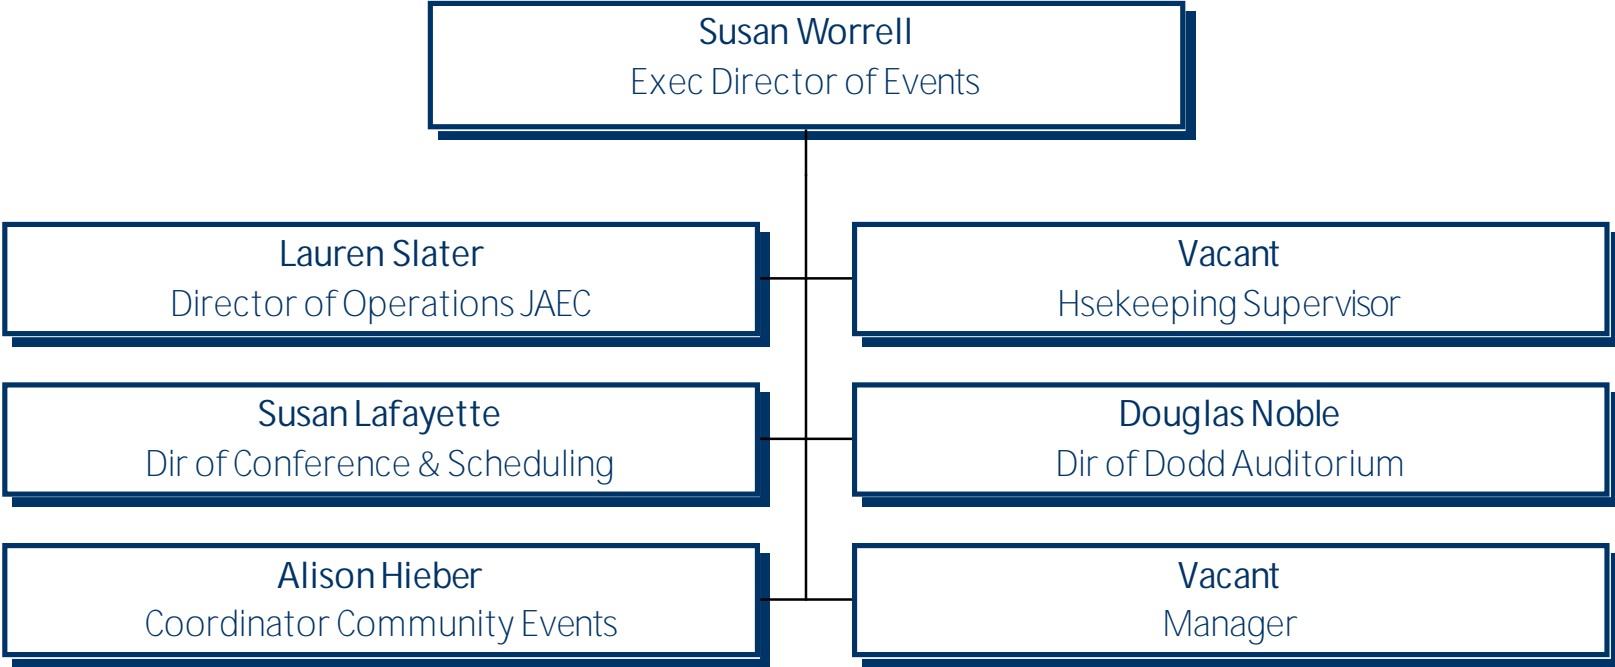 Susan Worrell
Exec Director of Events
Lauren Slater
Director of Operations JAEC
Vacant
Hsekeeping Supervisor
Susan Lafayette
Dir of Conference & Scheduling
Douglas Noble
Dir of Dodd Auditorium
Alison Hieber
Coordinator Community Events
Vacant
Manager